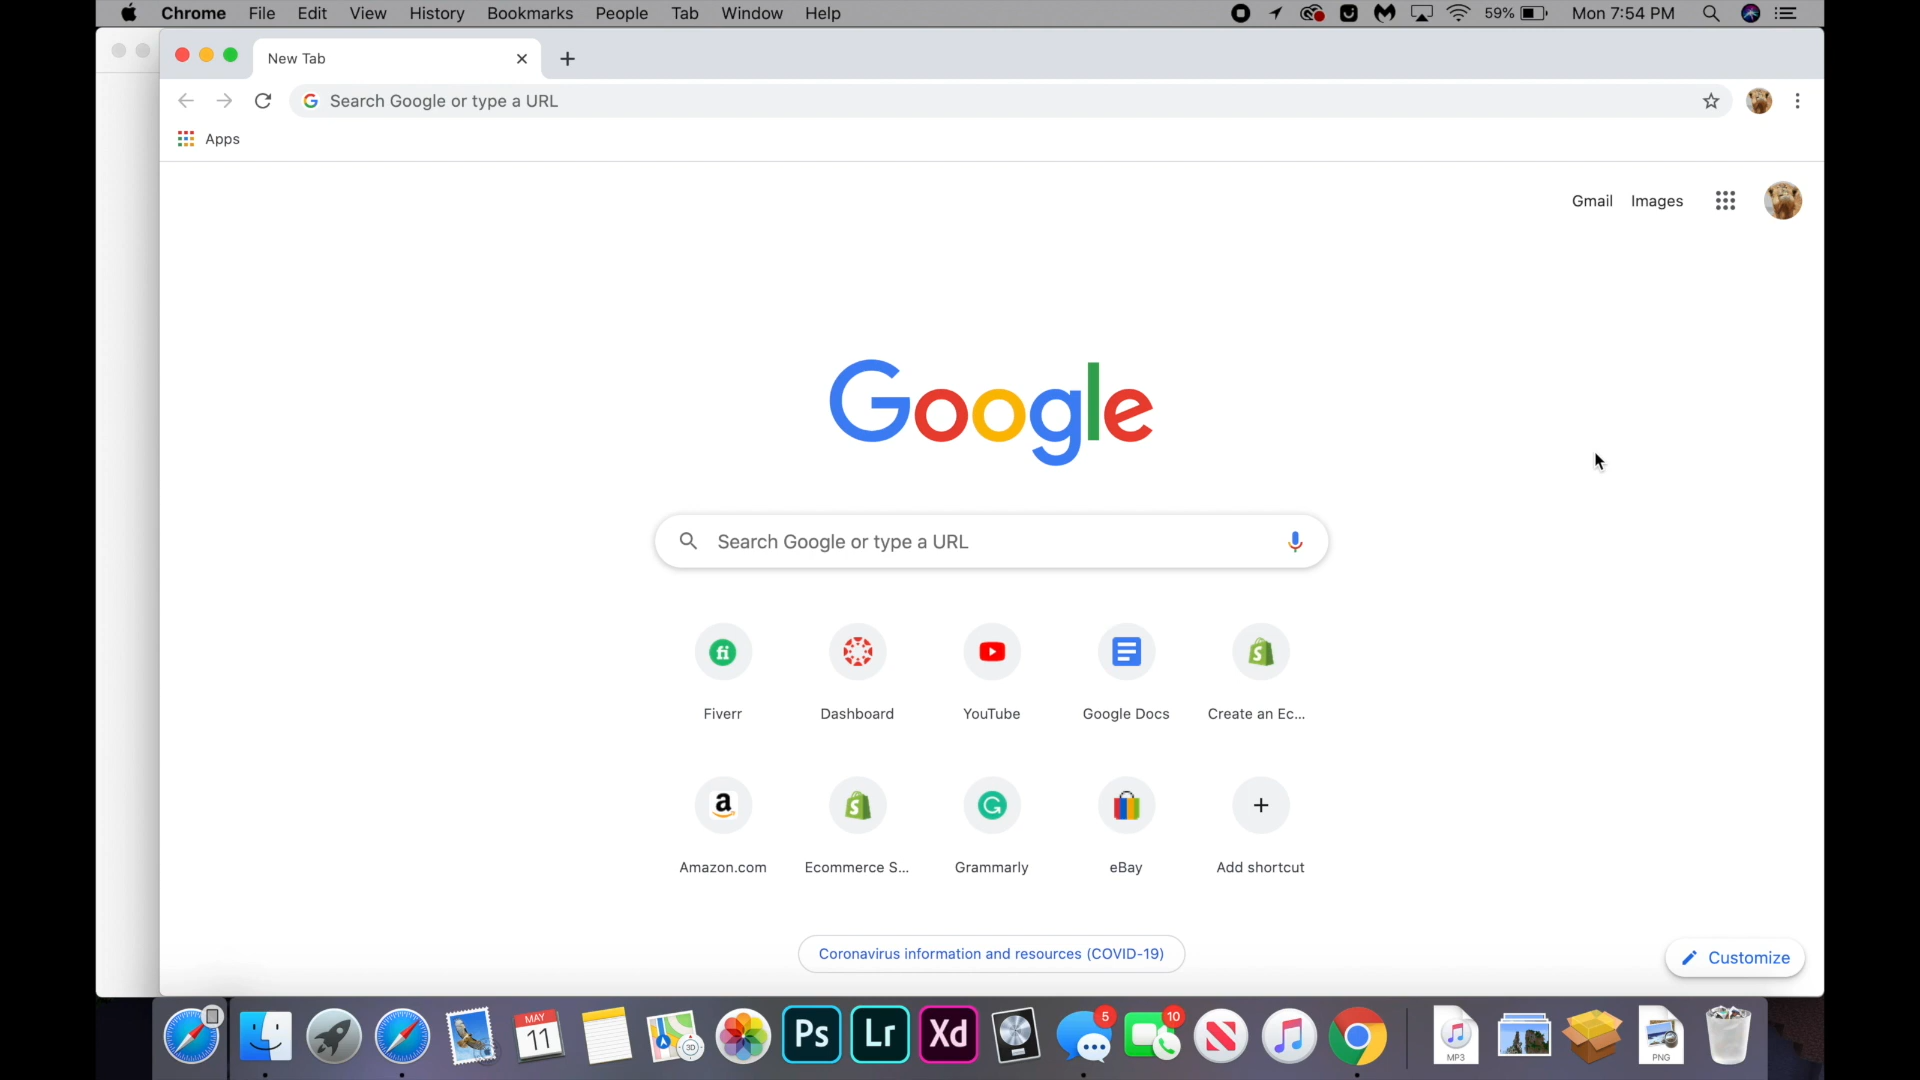 Chrome File Edit View History Bookmarks People Tab Window Help 59% Mon 7:54 PM
New Tab
Search Google or type a URL
Apps
Gmail Images
Google
Search Google or type a URL
Fiverr Dashboard YouTube Google Docs Create an Ec...
Amazon.com Ecommerce S... Grammarly eBay Add shortcut
Coronavirus information and resources (COVID-19)
Customize
MAY 11 3D Ps Lr Xd 5 10 MP3 PNG